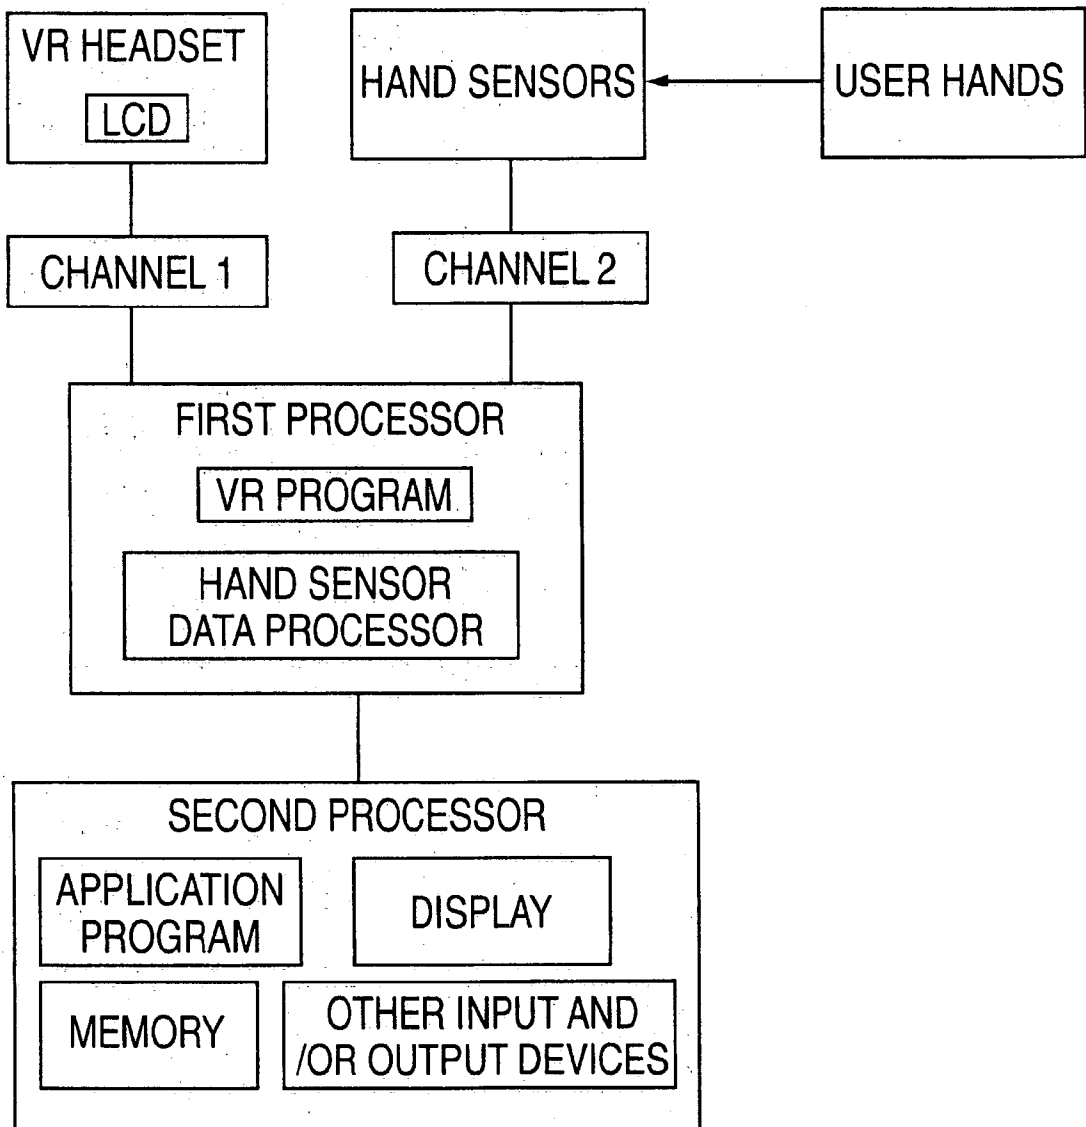 VR HEADSET
LCD
HAND SENSORS
USER HANDS
CHANNEL 1
CHANNEL 2
FIRST PROCESSOR
VR PROGRAM
HAND SENSOR
DATA PROCESSOR
SECOND PROCESSOR
APPLICATION
PROGRAM
DISPLAY
MEMORY
OTHER INPUT AND
/OR OUTPUT DEVICES